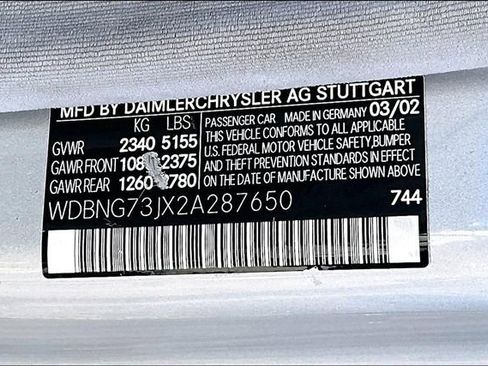 MFD BY DAIMLERCHRYSLER AG STUTTGART
KG LBS
GVWR 2340 5155
GAWR FRONT 2375
GAWR REAR 1260
PASSENGER CAR MADE IN GERMANY 03/02
THIS VEHICLE CONFORMS TO ALL APPLICABLE
U.S. FEDERAL MOTOR VEHICLE SAFETY, BUMPER
AND THEFT PREVENTION STANDARDS IN EFFECT
ON THE DATE OF MANUFACTURE SHOWN ABOVE.
WDBNG73JX2A287650 744